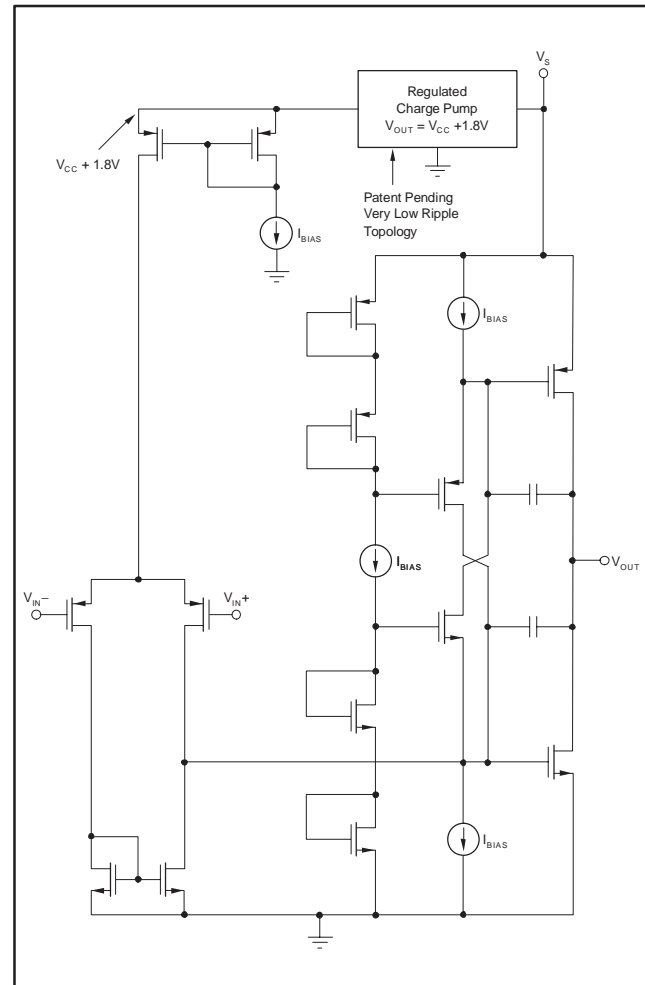 V_S
Regulated
Charge Pump
V_OUT = V_CC +1.8V
V_CC + 1.8V
Patent Pending
Very Low Ripple
Topology
I_BIAS
I_BIAS
I_BIAS
V_OUT
V_IN−
V_IN+
I_BIAS